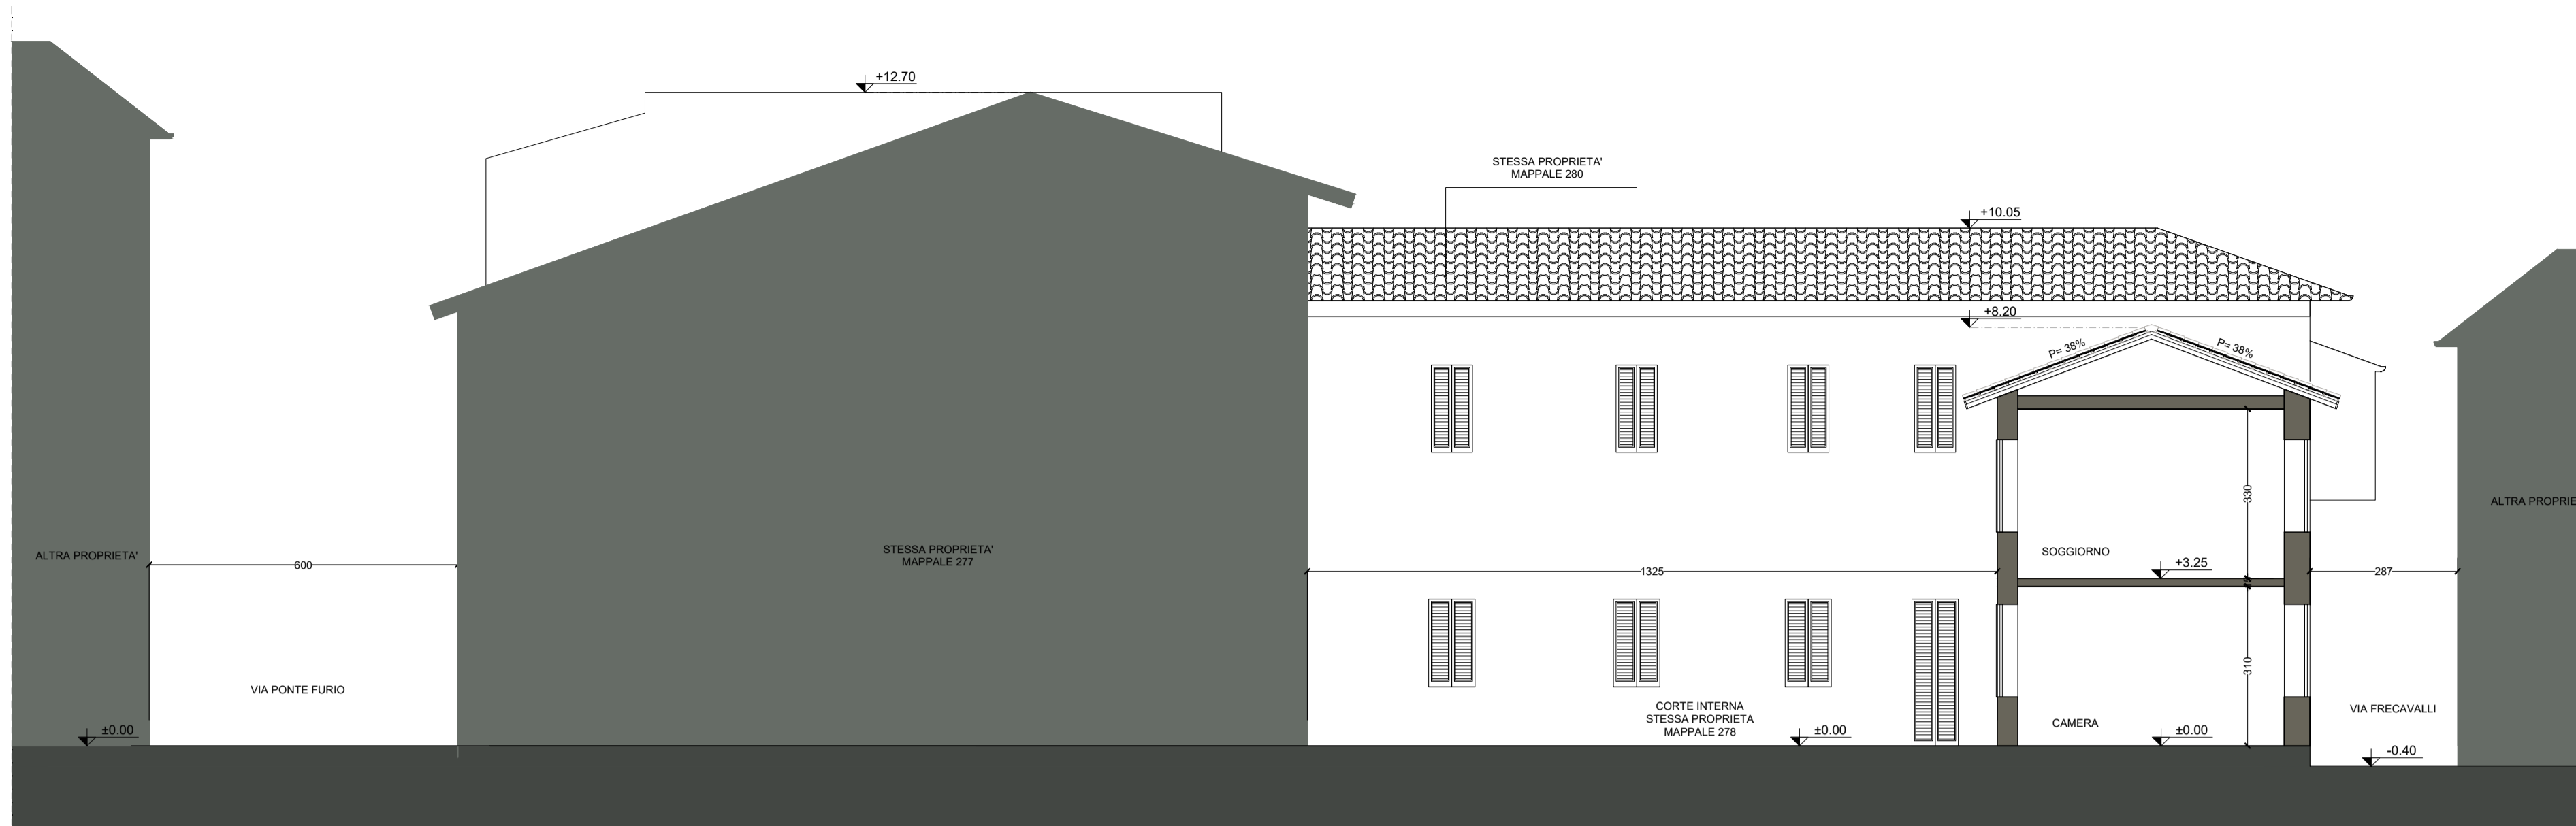 +12.70
STESSA PROPRIETA'
MAPPALE 280
+10.05
+8.20
P= 38%
P= 38%
330
ALTRA PROPRIE
ALTRA PROPRIETA'
600
STESSA PROPRIETA'
MAPPALE 277
1325
SOGGIORNO
+3.25
287
310
VIA PONTE FURIO
CORTE INTERNA
STESSA PROPRIETA
MAPPALE 278
CAMERA
VIA FRECAVALLI
±0.00
±0.00
±0.00
-0.40